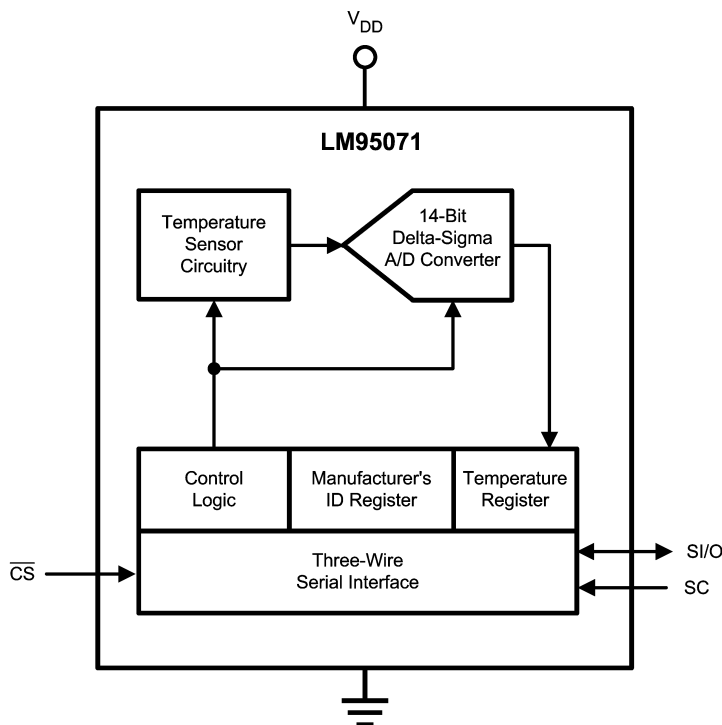 V_DD
LM95071
Temperature
Sensor
Circuitry
14-Bit
Delta-Sigma
A/D Converter
Control
Logic
Manufacturer's
ID Register
Temperature
Register
Three-Wire
Serial Interface
C̅S̅
SI/O
SC